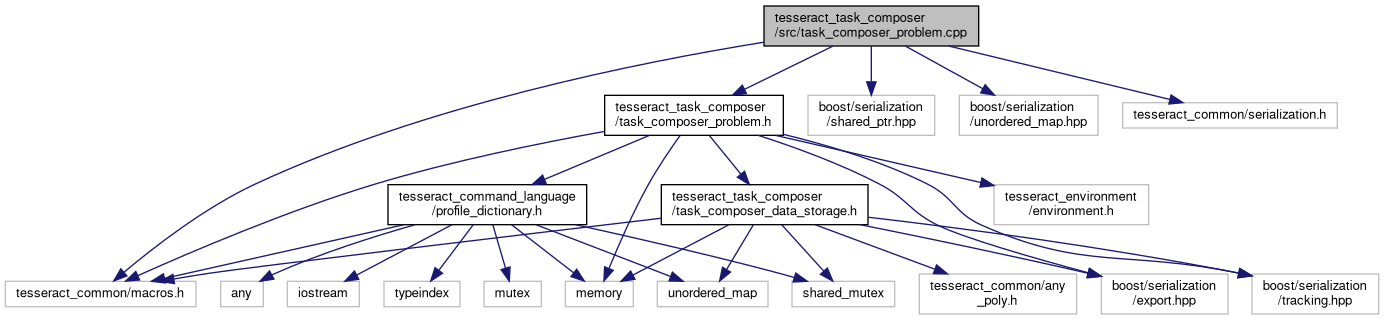 tesseract_task_composer
/src/task_composer_problem.cpp
tesseract_task_composer
/task_composer_problem.h
boost/serialization
/shared_ptr.hpp
boost/serialization
/unordered_map.hpp
tesseract_common/serialization.h
tesseract_command_language
/profile_dictionary.h
tesseract_task_composer
/task_composer_data_storage.h
tesseract_environment
/environment.h
tesseract_common/macros.h
any
iostream
typeindex
mutex
memory
unordered_map
shared_mutex
tesseract_common/any
_poly.h
boost/serialization
/export.hpp
boost/serialization
/tracking.hpp